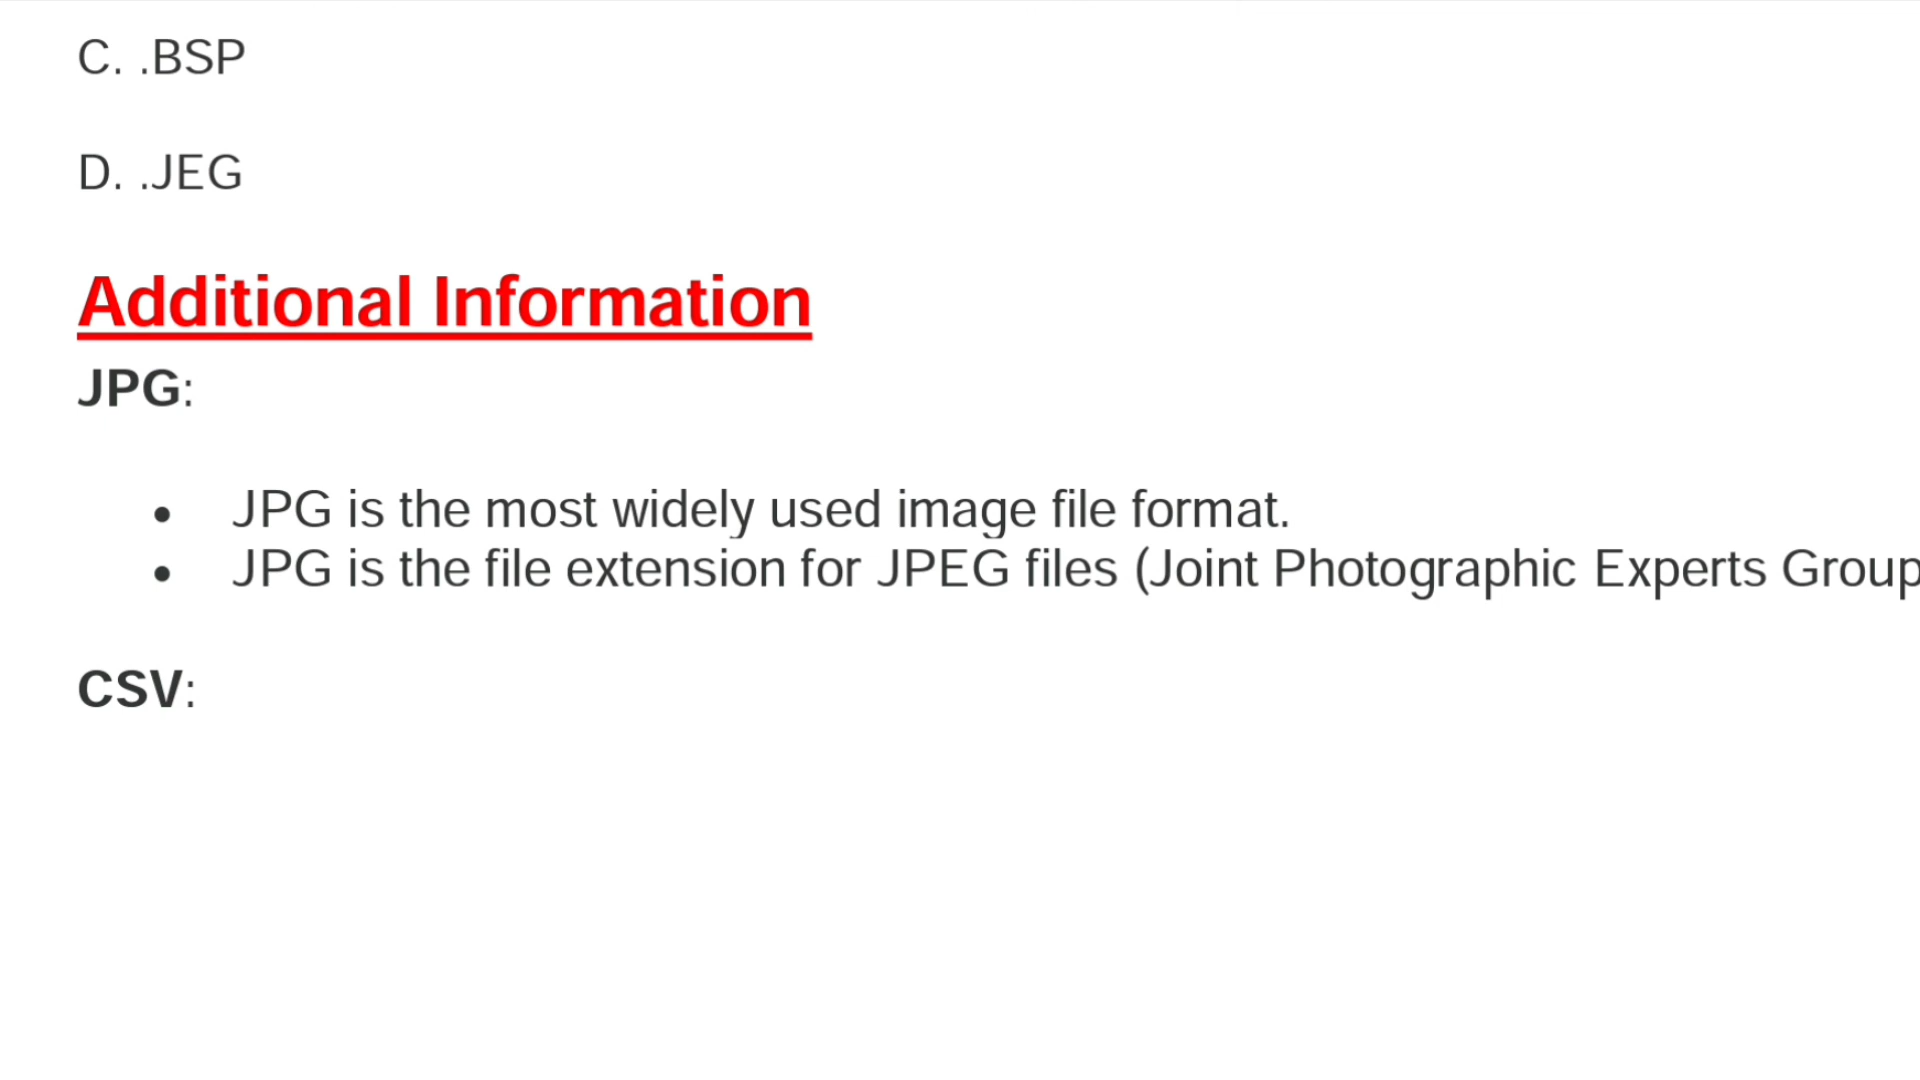 C. .BSP
D. .JEG
Additional Information
JPG:
• JPG is the most widely used image file format.
• JPG is the file extension for JPEG files (Joint Photographic Experts Group
CSV: